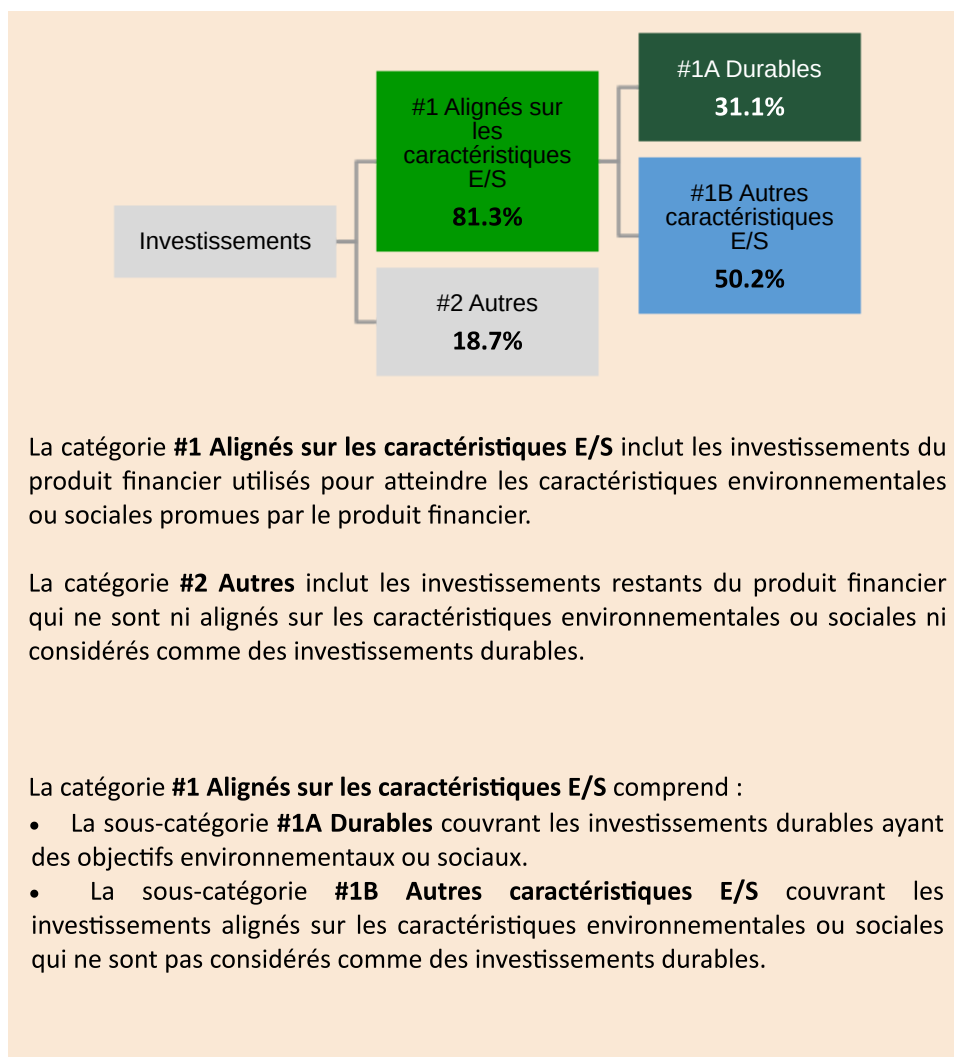 #1A Durables
31.1%
#1 Alignés sur
les
caractéristiques
E/S
81.3%
#1B Autres
caractéristiques
E/S
50.2%
Investissements
#2 Autres
18.7%
La catégorie #1 Alignés sur les caractéristiques E/S inclut les investissements du
produit financier utilisés pour atteindre les caractéristiques environnementales
ou sociales promues par le produit financier.
La catégorie #2 Autres inclut les investissements restants du produit financier
qui ne sont ni alignés sur les caractéristiques environnementales ou sociales ni
considérés comme des investissements durables.
La catégorie #1 Alignés sur les caractéristiques E/S comprend :
• La sous-catégorie #1A Durables couvrant les investissements durables ayant
des objectifs environnementaux ou sociaux.
• La sous-catégorie #1B Autres caractéristiques E/S couvrant les
investissements alignés sur les caractéristiques environnementales ou sociales
qui ne sont pas considérés comme des investissements durables.